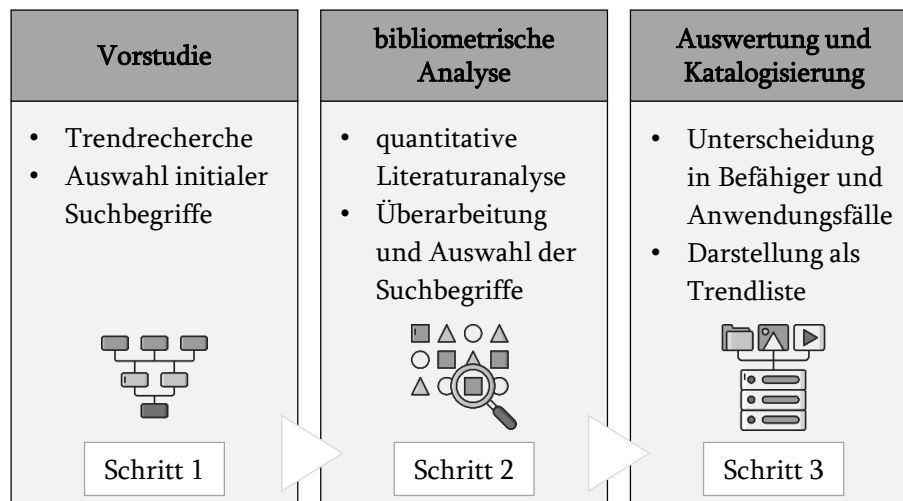 Vorstudie
• Trendrecherche
• Auswahl initialer
Suchbegriffe
Schritt 1
bibliometrische
Analyse
• quantitative
Literaturanalyse
• Überarbeitung
und Auswahl der
Suchbegriffe
Schritt 2
Auswertung und
Katalogisierung
• Unterscheidung
in Befähiger und
Anwendungsfälle
• Darstellung als
Trendliste
Schritt 3